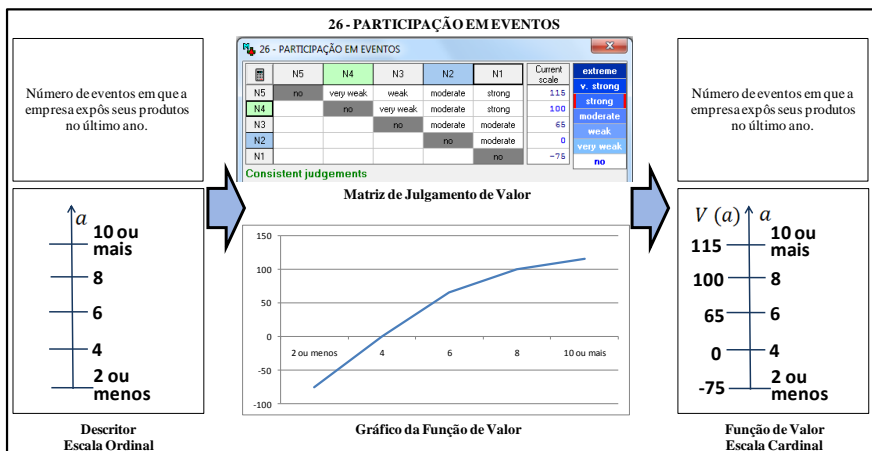 26 - PARTICIPAÇÃO EM EVENTOS
Número de eventos em que a
empresa expôs seus produtos
no último ano.
a
10 ou
mais
8
6
4
2 ou
menos
Descritor
Escala Ordinal
26 - PARTICIPAÇÃO EM EVENTOS
N5 N4 N3 N2 N1 Current
scale
N5 no very weak weak moderate strong 115
N4 no very weak moderate strong 100
N3 no moderate moderate 65
N2 no moderate 0
N1 no -75
extreme
v. strong
strong
moderate
weak
very weak
no
Consistent judgements
Matriz de Julgamento de Valor
150
100
50
0
-50
-100
2 ou menos 4 6 8 10 ou mais
Gráfico da Função de Valor
Número de eventos em que a
empresa expôs seus produtos
no último ano.
V (a) a
115 10 ou
mais
100 8
65 6
0 4
-75 2 ou
menos
Função de Valor
Escala Cardinal